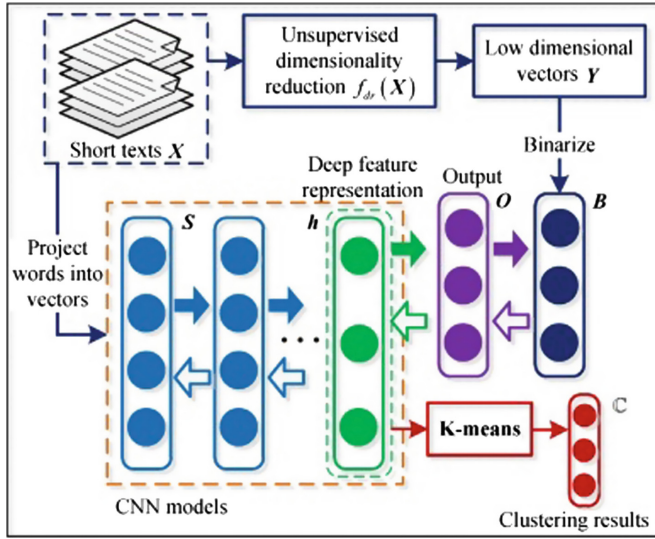 Unsupervised
dimensionality
reduction f_dr(X)
Low dimensional
vectors Y
Short texts X
Binarize
Deep feature
representation
Output
Project
words into
vectors
S
h
O
B
...
K-means
ℂ
CNN models
Clustering results